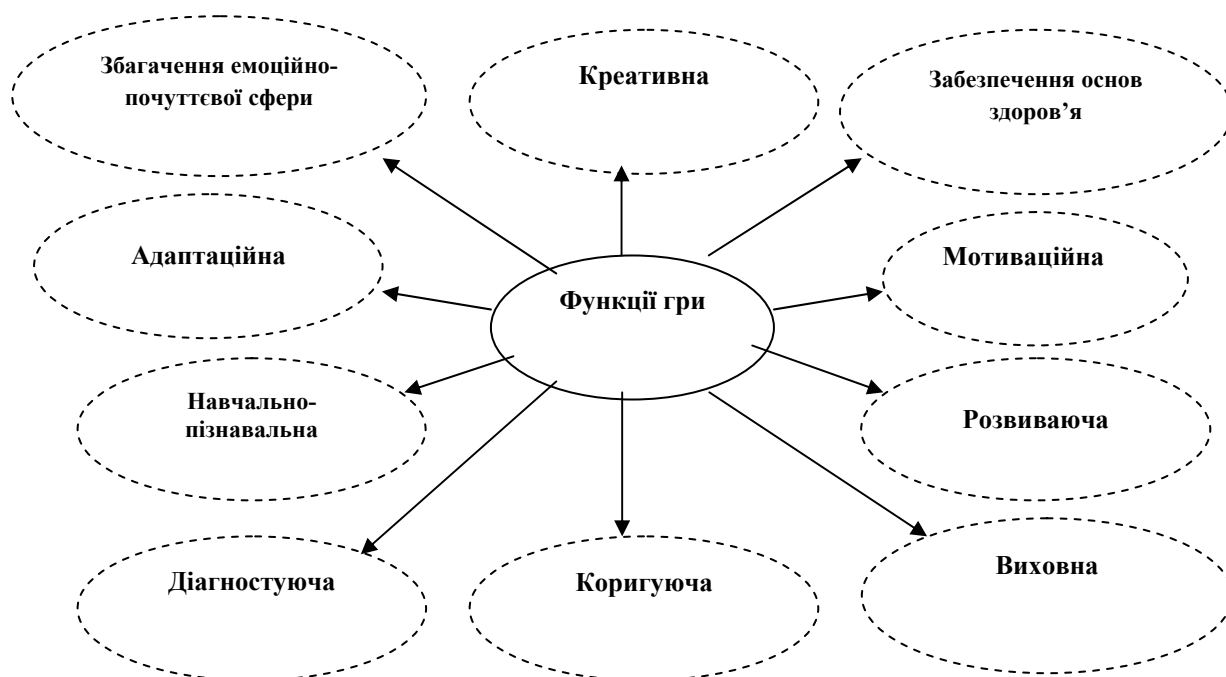 Збагачення емоційно-
почуттєвої сфери
Креативна
Забезпечення основ
здоров’я
Адаптаційна
Мотиваційна
Функції гри
Навчально-
пізнавальна
Розвиваюча
Діагностуюча
Коригуюча
Виховна